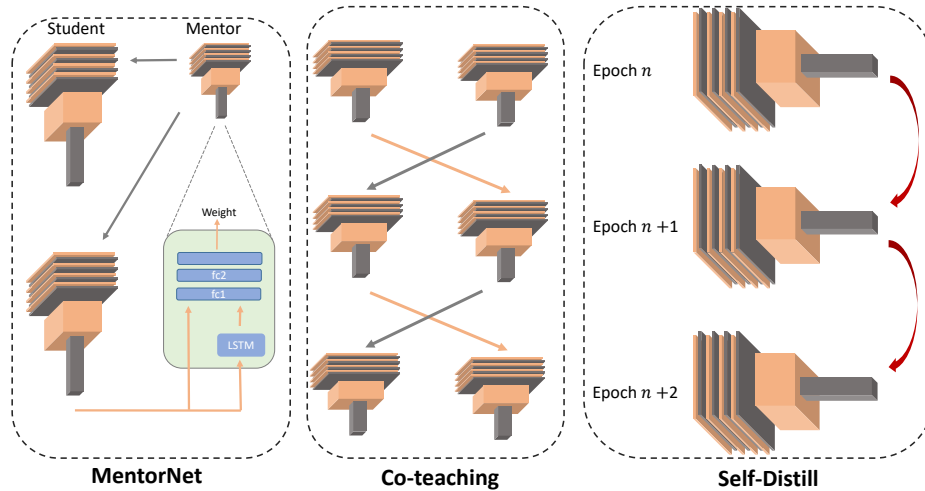 Student
Mentor
Weight
fc2
fc1
LSTM
MentorNet
Co-teaching
Epoch n
Epoch n +1
Epoch n +2
Self-Distill